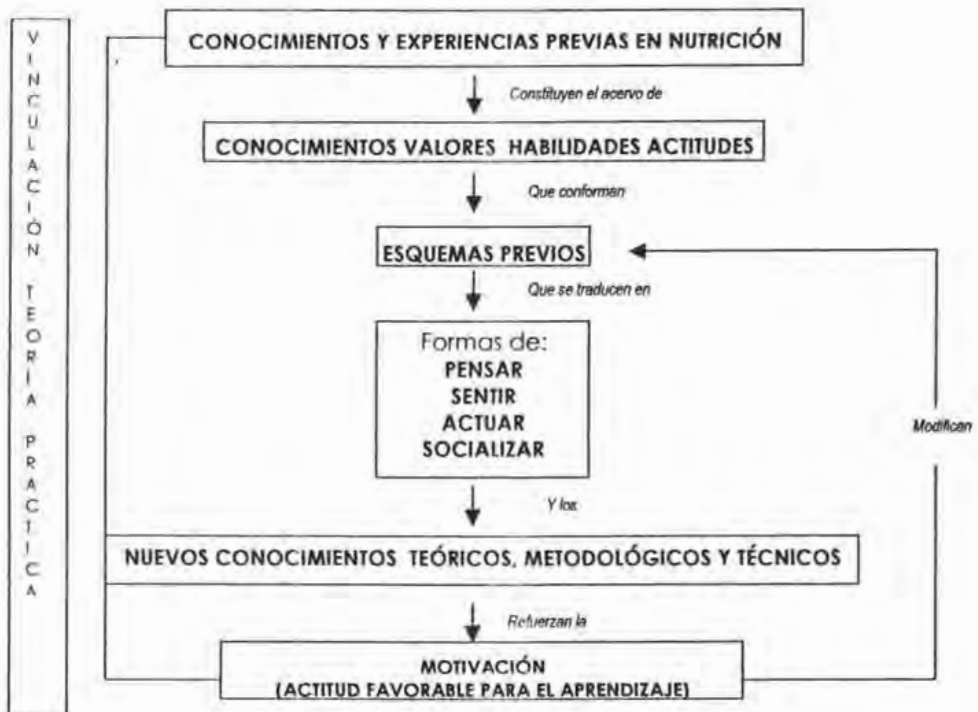 VINCULACIÓN TEORÍA PRACTICA
CONOCIMIENTOS Y EXPERIENCIAS PREVIAS EN NUTRICIÓN
Constituyen el acervo de
CONOCIMIENTOS VALORES HABILIDADES ACTITUDES
Que conforman
ESQUEMAS PREVIOS
Que se traducen en
Formas de:
PENSAR
SENTIR
ACTUAR
SOCIALIZAR
Modifican
Y los
NUEVOS CONOCIMIENTOS TEÓRICOS, METODOLÓGICOS Y TÉCNICOS
Refuerzan la
MOTIVACIÓN
(ACTITUD FAVORABLE PARA EL APRENDIZAJE)